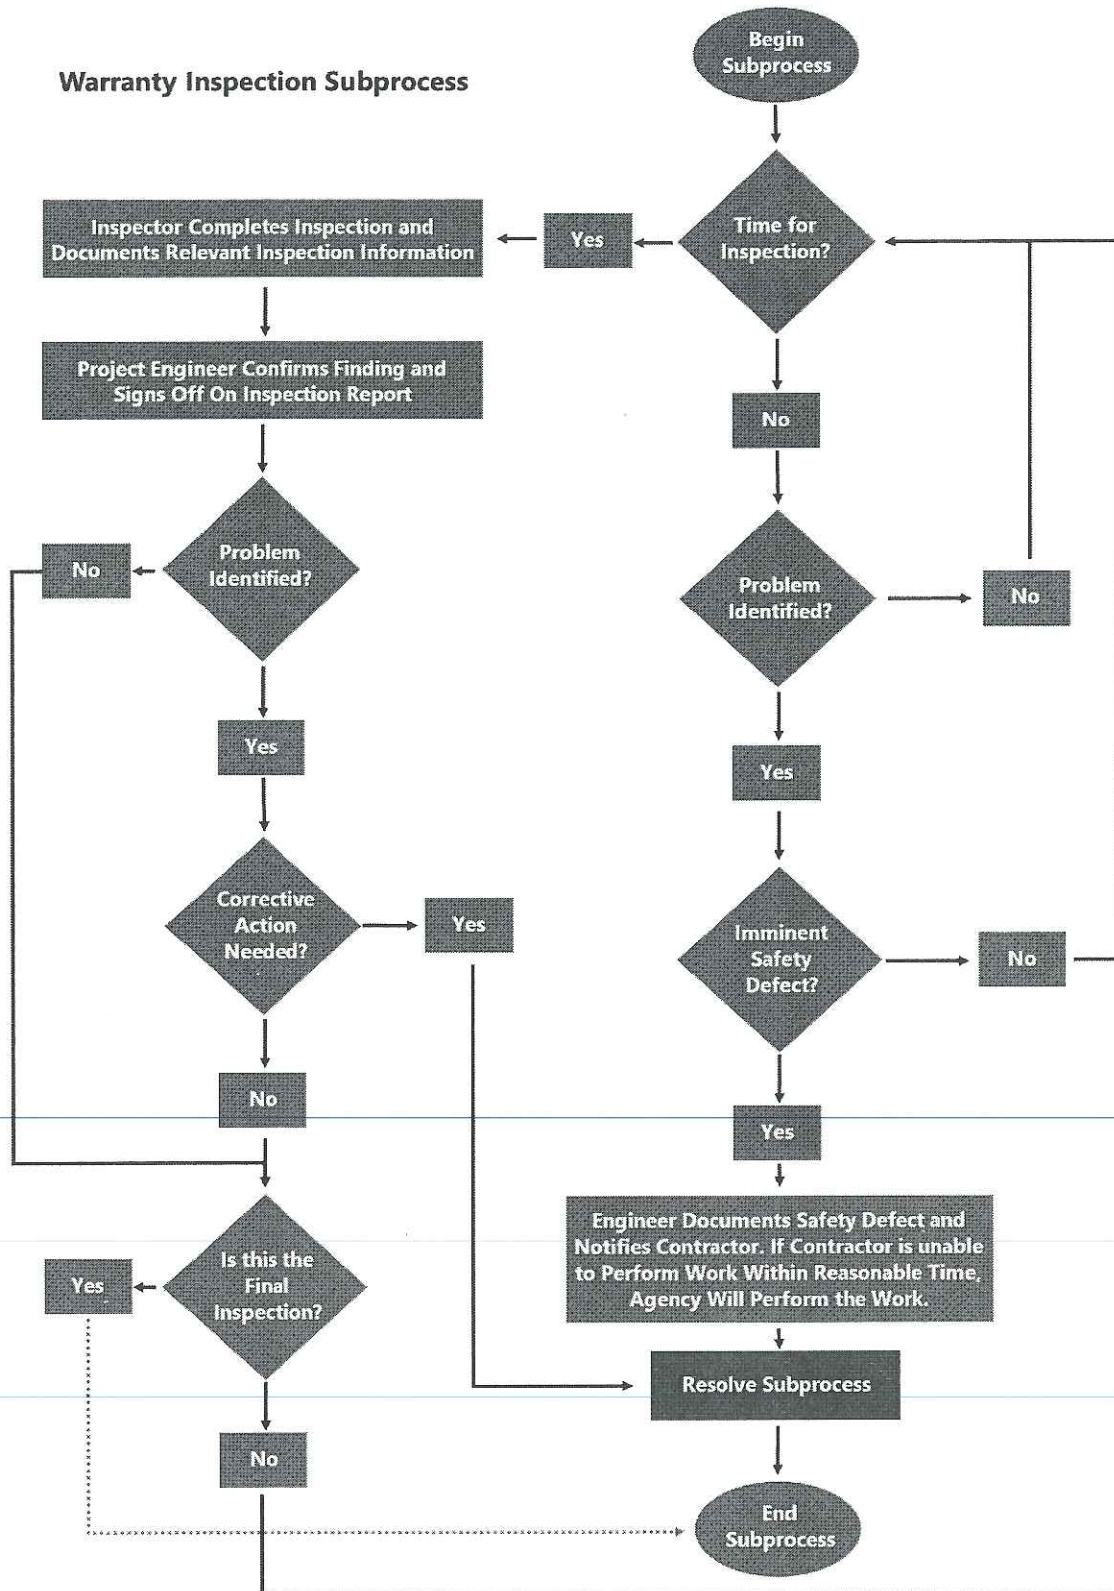 Warranty Inspection Subprocess
Begin
Subprocess
Time for
Inspection?
Yes
Inspector Completes Inspection and
Documents Relevant Inspection Information
Project Engineer Confirms Finding and
Signs Off On Inspection Report
No
Problem
Identified?
No
Problem
Identified?
No
Yes
Yes
Corrective
Action
Needed?
Yes
Imminent
Safety
Defect?
No
No
Yes
Engineer Documents Safety Defect and
Notifies Contractor. If Contractor is unable
to Perform Work Within Reasonable Time,
Agency Will Perform the Work.
Is this the
Final
Inspection?
Yes
Resolve Subprocess
No
End
Subprocess